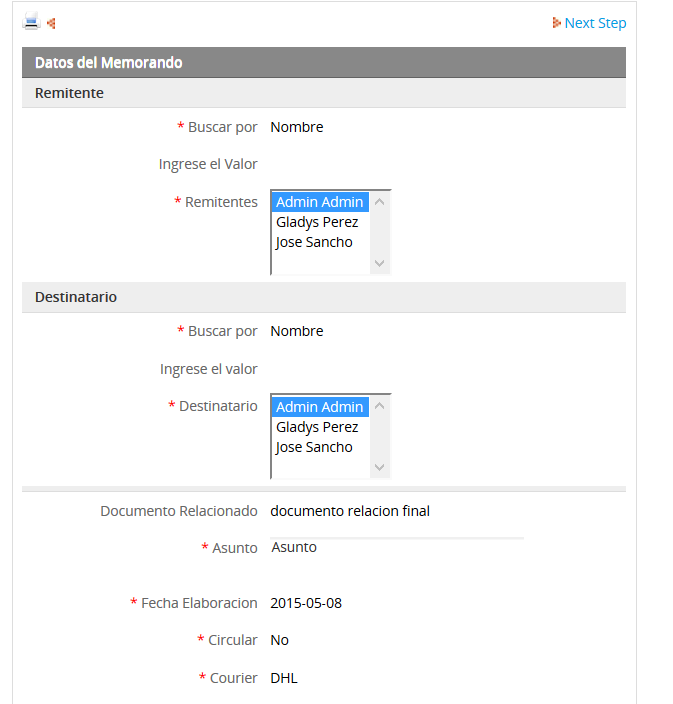 Next Step
Datos del Memorando
Remitente
* Buscar por Nombre
Ingrese el Valor
* Remitentes Admin Admin
Gladys Perez
Jose Sancho
Destinatario
* Buscar por Nombre
Ingrese el valor
* Destinatario Admin Admin
Gladys Perez
Jose Sancho
Documento Relacionado documento relacion final
* Asunto Asunto
* Fecha Elaboracion 2015-05-08
* Circular No
* Courier DHL